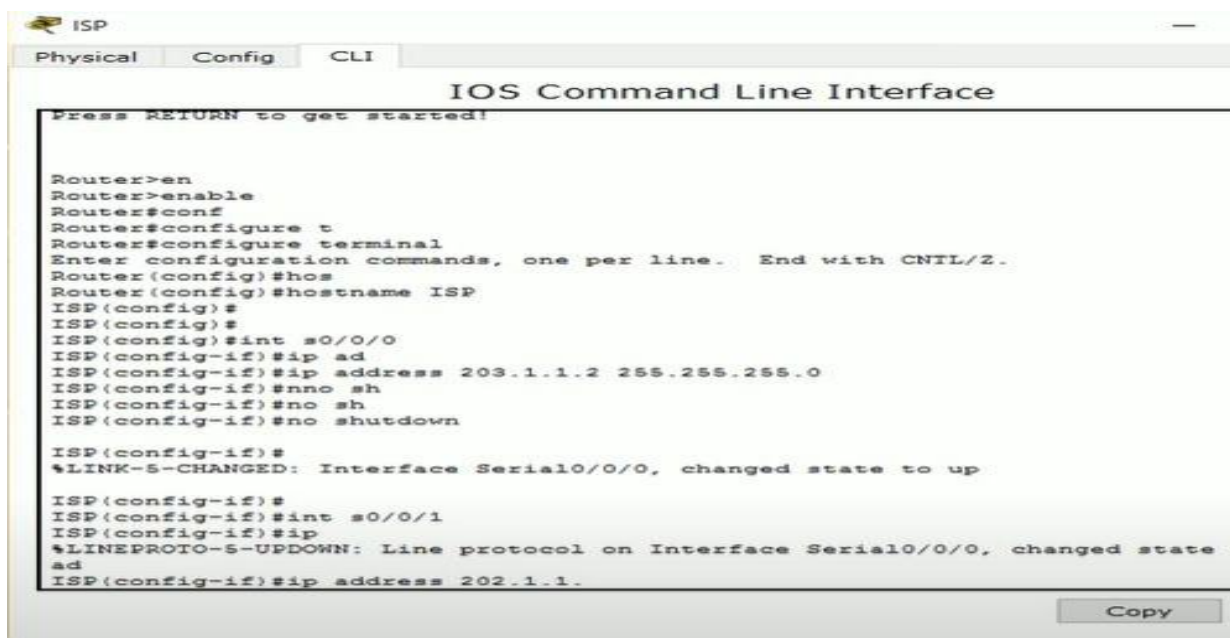 ISP
Physical Config CLI
IOS Command Line Interface
Press RETURN to get started!
Router>en
Router>enable
Router#conf
Router#configure t
Router#configure terminal
Enter configuration commands, one per line.  End with CNTL/Z.
Router(config)#hos
Router(config)#hostname ISP
ISP(config)#
ISP(config)#
ISP(config)#int s0/0/0
ISP(config-if)#ip ad
ISP(config-if)#ip address 203.1.1.2 255.255.255.0
ISP(config-if)#nno sh
ISP(config-if)#no sh
ISP(config-if)#no shutdown
ISP(config-if)#
%LINK-5-CHANGED: Interface Serial0/0/0, changed state to up
ISP(config-if)#
ISP(config-if)#int s0/0/1
ISP(config-if)#ip
%LINEPROTO-5-UPDOWN: Line protocol on Interface Serial0/0/0, changed state
ad
ISP(config-if)#ip address 202.1.1.
Copy